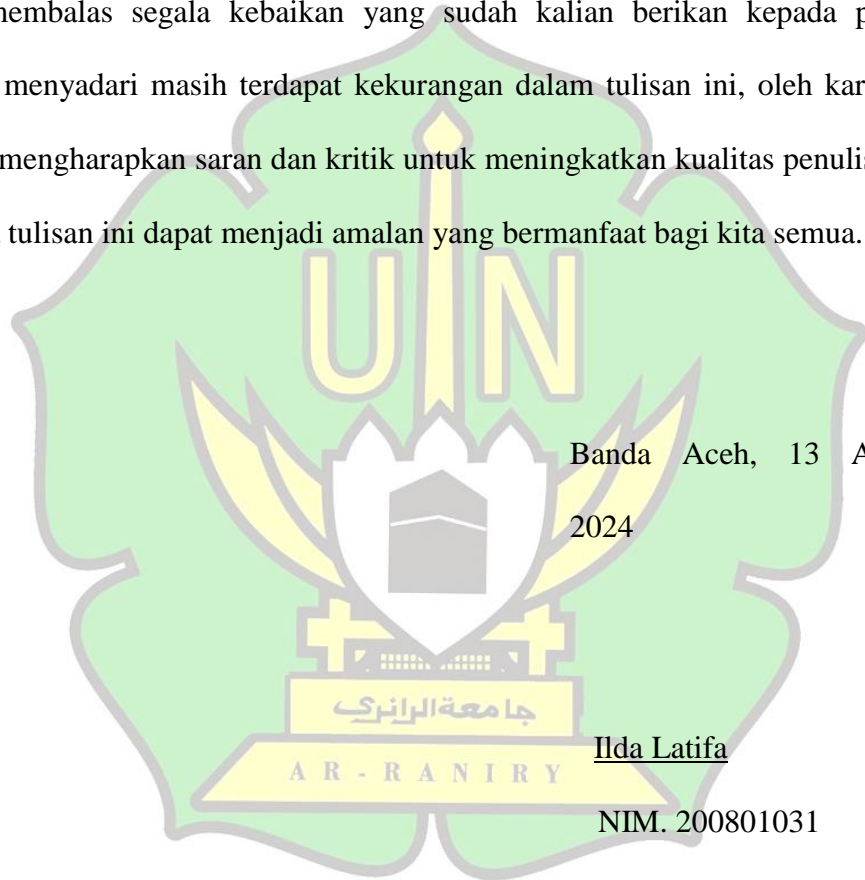 membalas segala kebaikan yang sudah kalian berikan kepada p
menyadari masih terdapat kekurangan dalam tulisan ini, oleh kar
mengharapkan saran dan kritik untuk meningkatkan kualitas penulis
tulisan ini dapat menjadi amalan yang bermanfaat bagi kita semua.
UIN
Banda Aceh, 13 A
2024
جامعة الرانري
Ilda Latifa
AR-RANIRY
NIM. 200801031